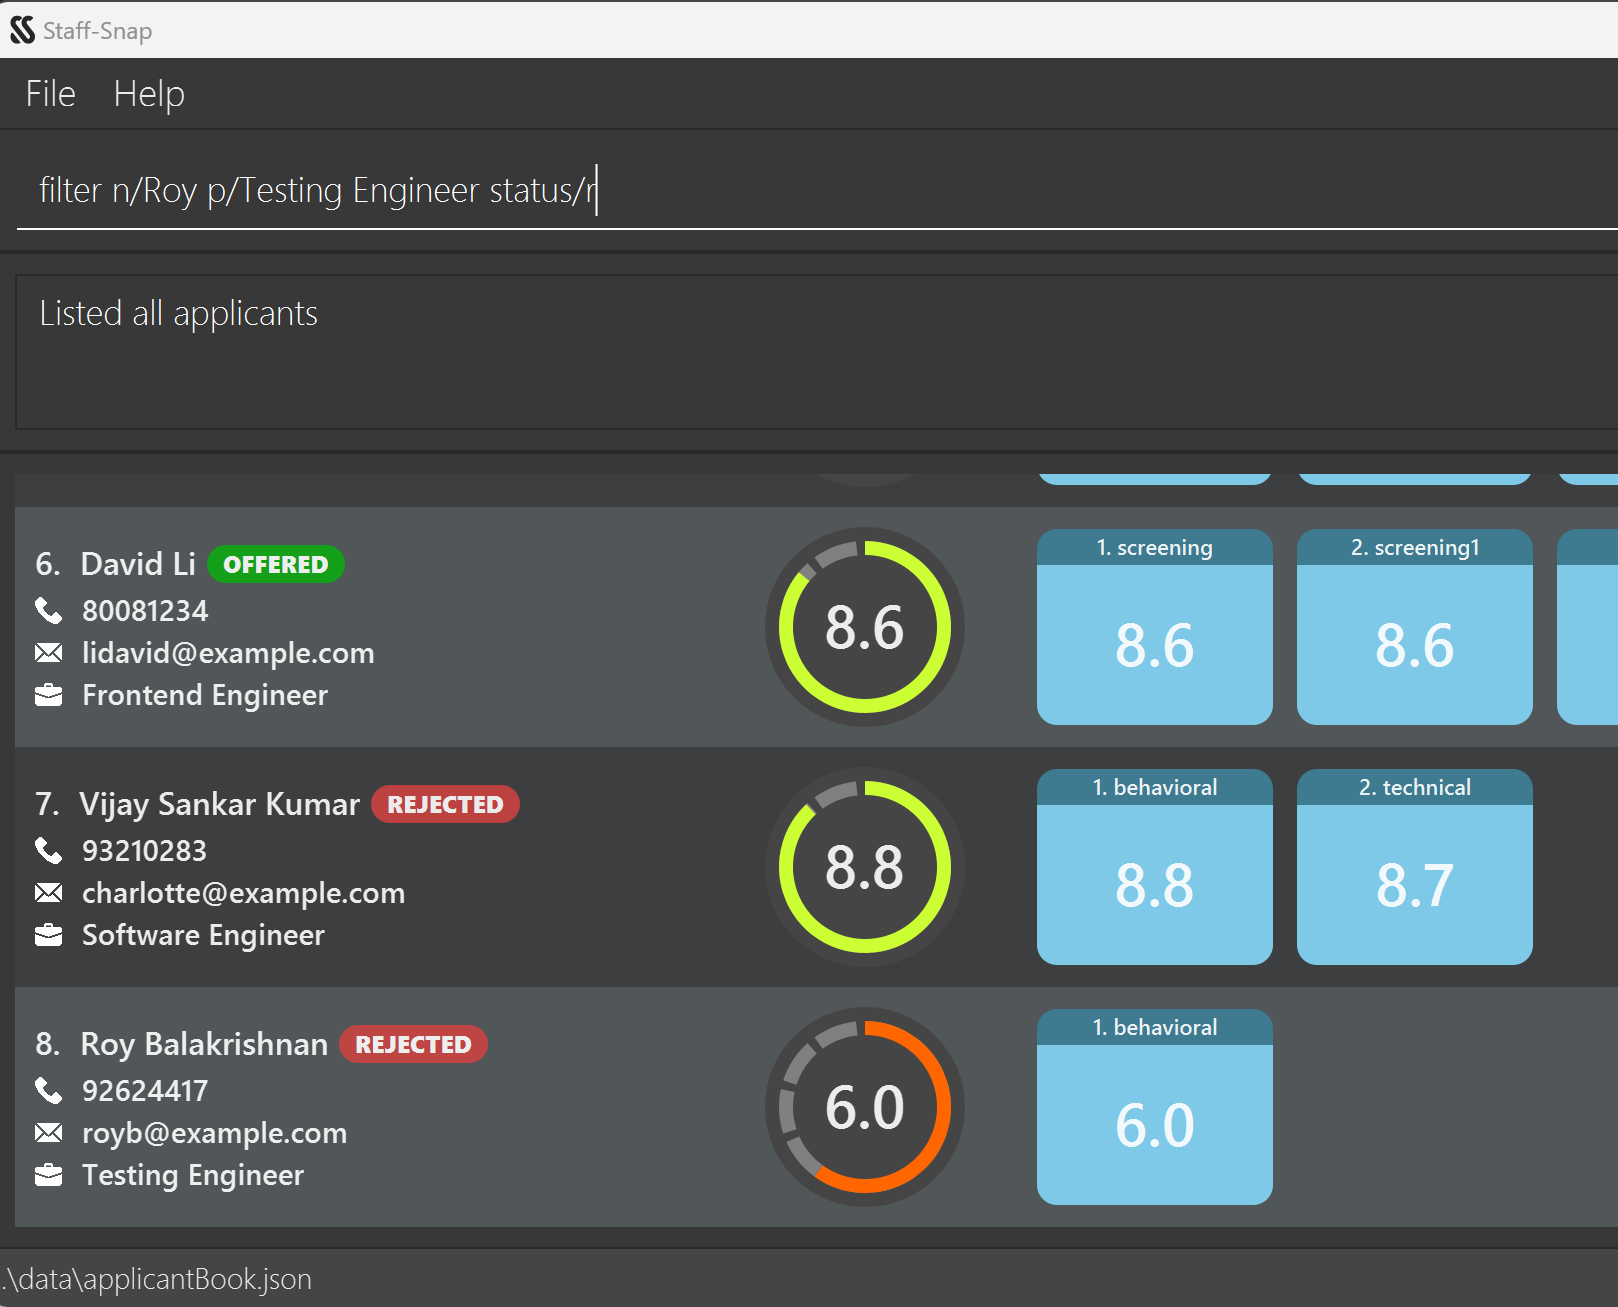 Staff-Snap
File Help
filter n/Roy p/Testing Engineer status/r
Listed all applicants
6. David Li OFFERED
80081234
lidavid@example.com
Frontend Engineer
8.6
1. screening
8.6
2. screening1
8.6
7. Vijay Sankar Kumar REJECTED
93210283
charlotte@example.com
Software Engineer
8.8
1. behavioral
8.8
2. technical
8.7
8. Roy Balakrishnan REJECTED
92624417
royb@example.com
Testing Engineer
6.0
1. behavioral
6.0
.\data\applicantBook.json